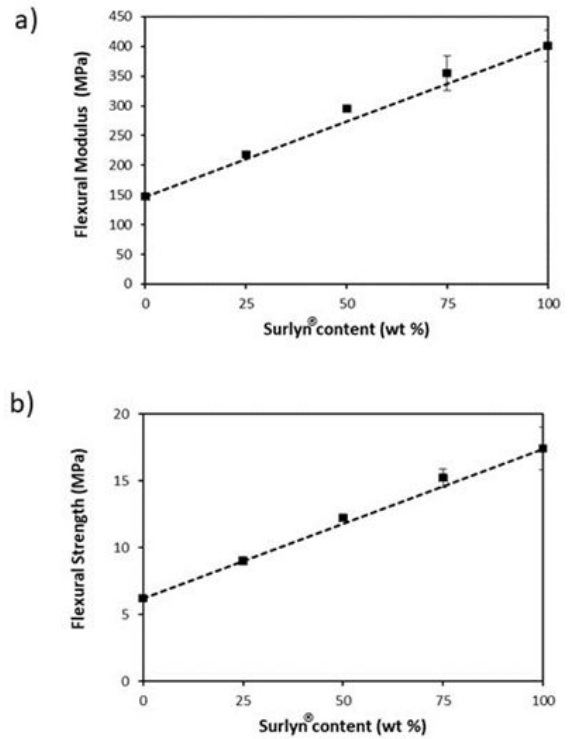 a)
Flexural Modulus (MPa)
450
400
350
300
250
200
150
100
50
0
0 25 50 75 100
Surlyn® content (wt %)
b)
Flexural Strength (MPa)
20
15
10
5
0
0 25 50 75 100
Surlyn® content (wt %)